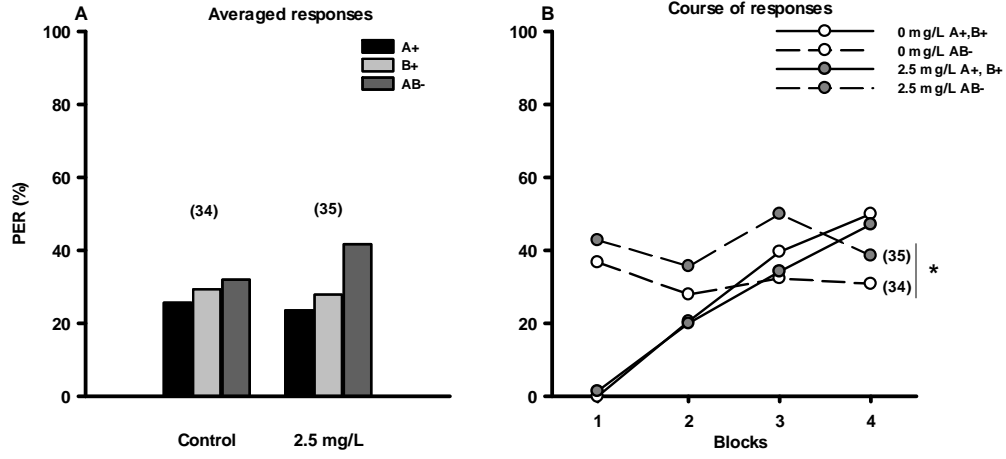 A
Averaged responses
100
80
60
40
20
0
PER (%)
A+
B+
AB-
(34)
(35)
Control
2.5 mg/L
B
Course of responses
0 mg/L A+,B+
0 mg/L AB-
2.5 mg/L A+, B+
2.5 mg/L AB-
100
80
60
40
20
0
(35)
(34)
*
1 2 3 4
Blocks